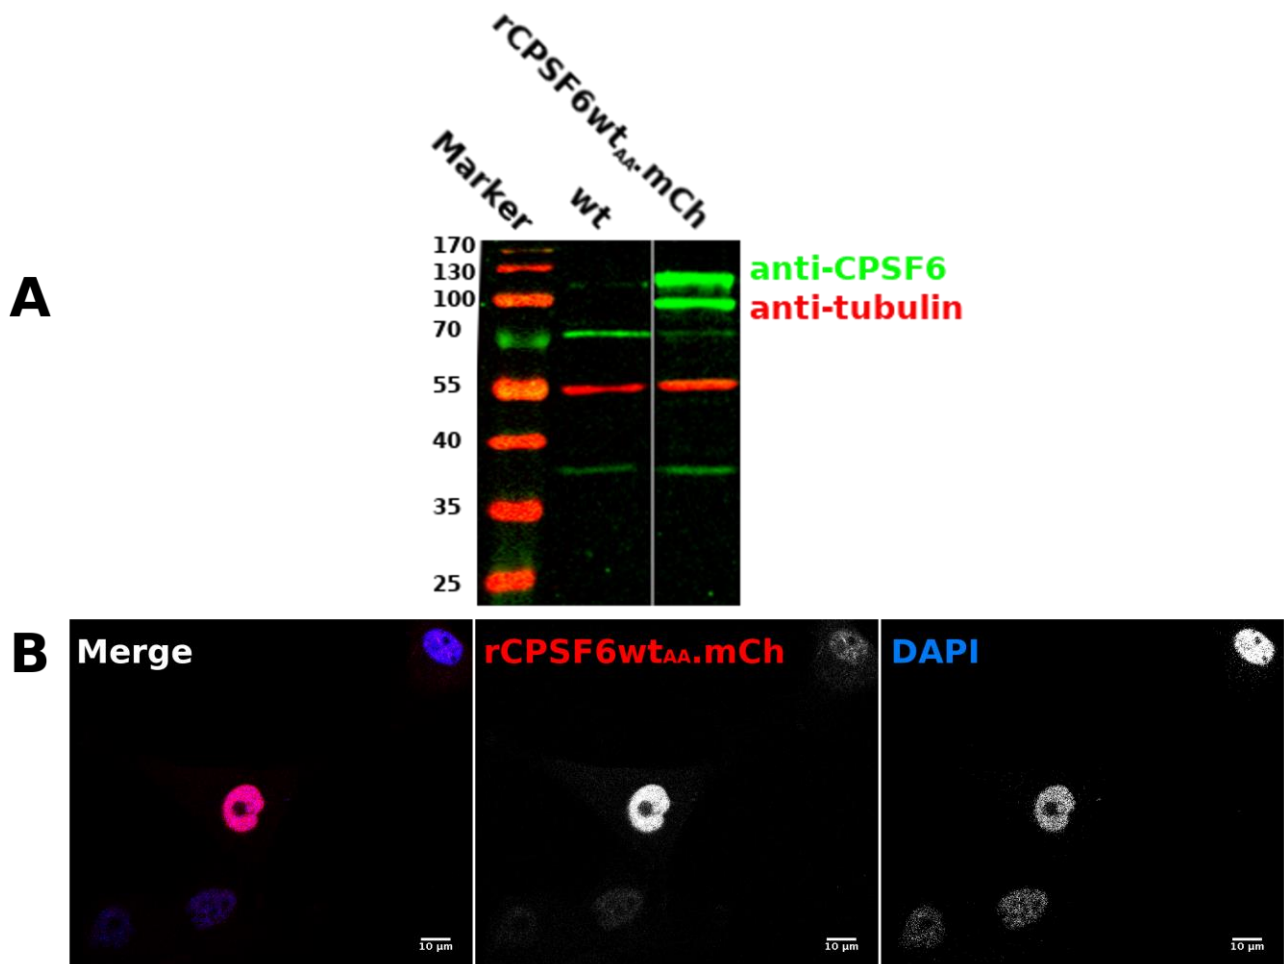 rCPSF6wtAA.mCh
Marker
wt
170
130
100
70
55
40
35
25
anti-CPSF6
anti-tubulin
A
B
Merge
rCPSF6wtAA.mCh
DAPI
10 µm
10 µm
10 µm